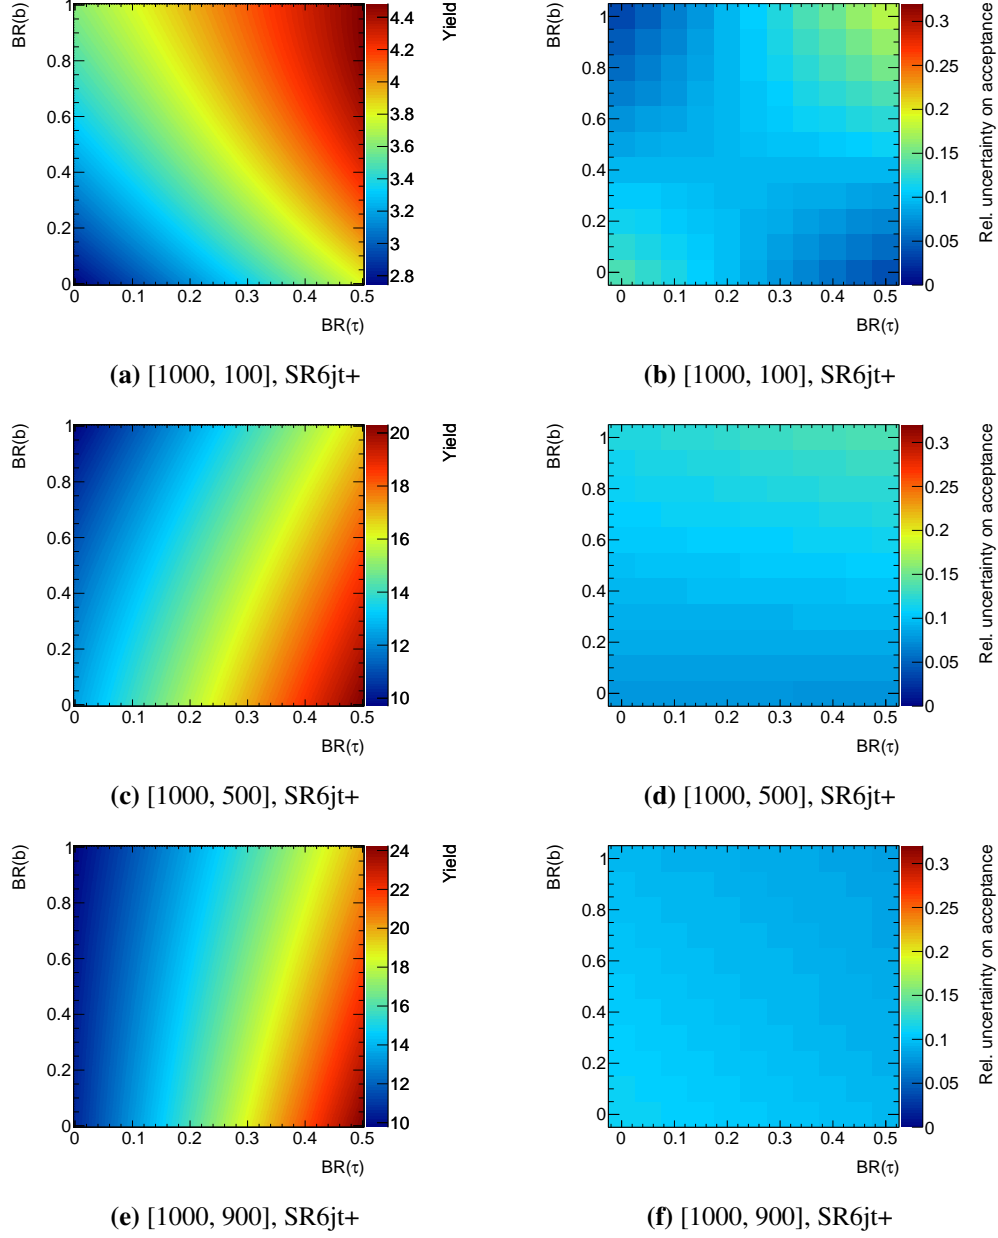 BR(b)
1
0.8
0.6
0.4
0.2
0
0 0.1 0.2 0.3 0.4 0.5
BR(τ)
4.4
4.2
4
3.8
3.6
3.4
3.2
3
2.8
Yield
(a) [1000, 100], SR6jt+
BR(b)
1
0.8
0.6
0.4
0.2
0
0 0.1 0.2 0.3 0.4 0.5
BR(τ)
0.3
0.25
0.2
0.15
0.1
0.05
0
Rel. uncertainty on acceptance
(b) [1000, 100], SR6jt+
BR(b)
1
0.8
0.6
0.4
0.2
0
0 0.1 0.2 0.3 0.4 0.5
BR(τ)
20
18
16
14
12
10
Yield
(c) [1000, 500], SR6jt+
BR(b)
1
0.8
0.6
0.4
0.2
0
0 0.1 0.2 0.3 0.4 0.5
BR(τ)
0.3
0.25
0.2
0.15
0.1
0.05
0
Rel. uncertainty on acceptance
(d) [1000, 500], SR6jt+
BR(b)
1
0.8
0.6
0.4
0.2
0
0 0.1 0.2 0.3 0.4 0.5
BR(τ)
24
22
20
18
16
14
12
10
Yield
(e) [1000, 900], SR6jt+
BR(b)
1
0.8
0.6
0.4
0.2
0
0 0.1 0.2 0.3 0.4 0.5
BR(τ)
0.3
0.25
0.2
0.15
0.1
0.05
0
Rel. uncertainty on acceptance
(f) [1000, 900], SR6jt+